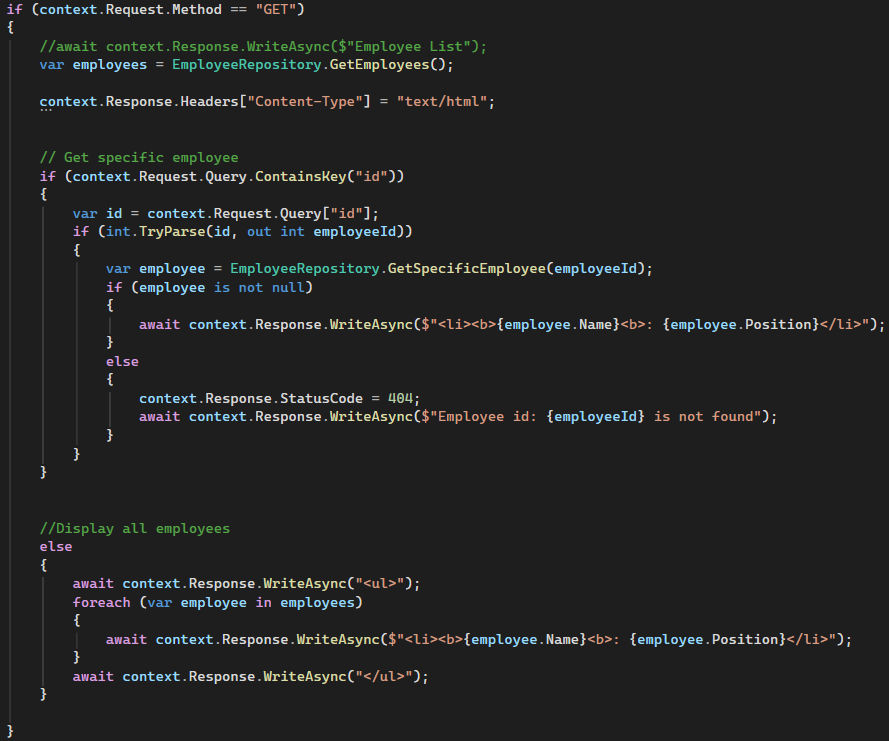 if (context.Request.Method == "GET")
{
//await context.Response.WriteAsync($"Employee List");
var employees = EmployeeRepository.GetEmployees();
context.Response.Headers["Content-Type"] = "text/html";
// Get specific employee
if (context.Request.Query.ContainsKey("id"))
{
var id = context.Request.Query["id"];
if (int.TryParse(id, out int employeeId))
{
var employee = EmployeeRepository.GetSpecificEmployee(employeeId);
if (employee is not null)
{
await context.Response.WriteAsync($"<li><b>{employee.Name}<b>: {employee.Position}</li>");
}
else
{
context.Response.StatusCode = 404;
await context.Response.WriteAsync($"Employee id: {employeeId} is not found");
}
}
}
//Display all employees
else
{
await context.Response.WriteAsync("<ul>");
foreach (var employee in employees)
{
await context.Response.WriteAsync($"<li><b>{employee.Name}<b>: {employee.Position}</li>");
}
await context.Response.WriteAsync("</ul>");
}
}